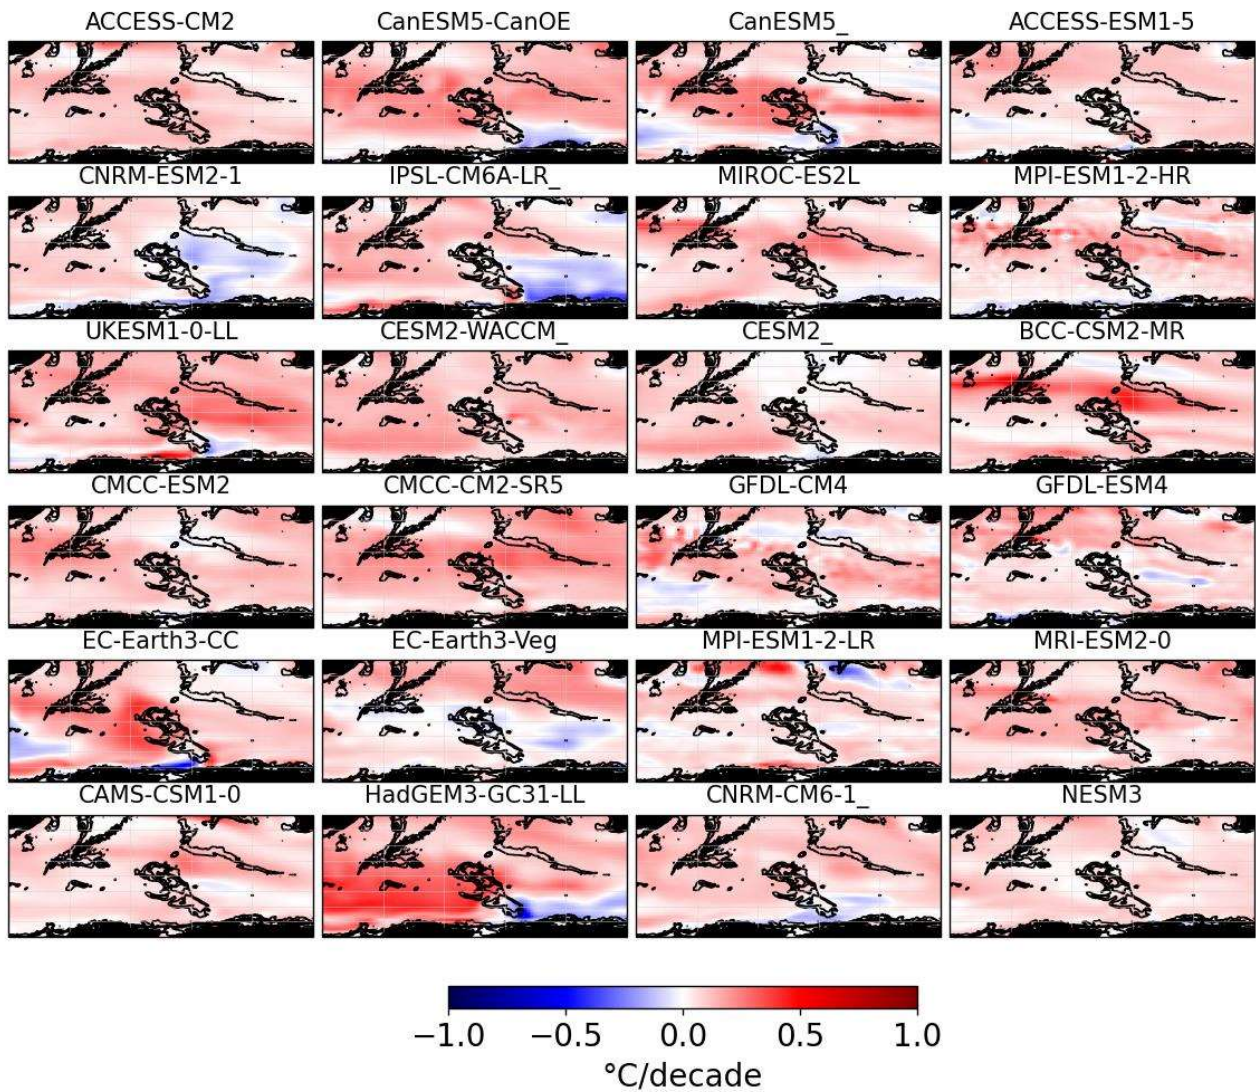 ACCESS-CM2 CanESM5-CanOE CanESM5_ ACCESS-ESM1-5
CNRM-ESM2-1 IPSL-CM6A-LR_ MIROC-ES2L MPI-ESM1-2-HR
UKESM1-0-LL CESM2-WACCM_ CESM2_ BCC-CSM2-MR
CMCC-ESM2 CMCC-CM2-SR5 GFDL-CM4 GFDL-ESM4
EC-Earth3-CC EC-Earth3-Veg MPI-ESM1-2-LR MRI-ESM2-0
CAMS-CSM1-0 HadGEM3-GC31-LL CNRM-CM6-1_ NESM3
−1.0 −0.5 0.0 0.5 1.0
°C/decade